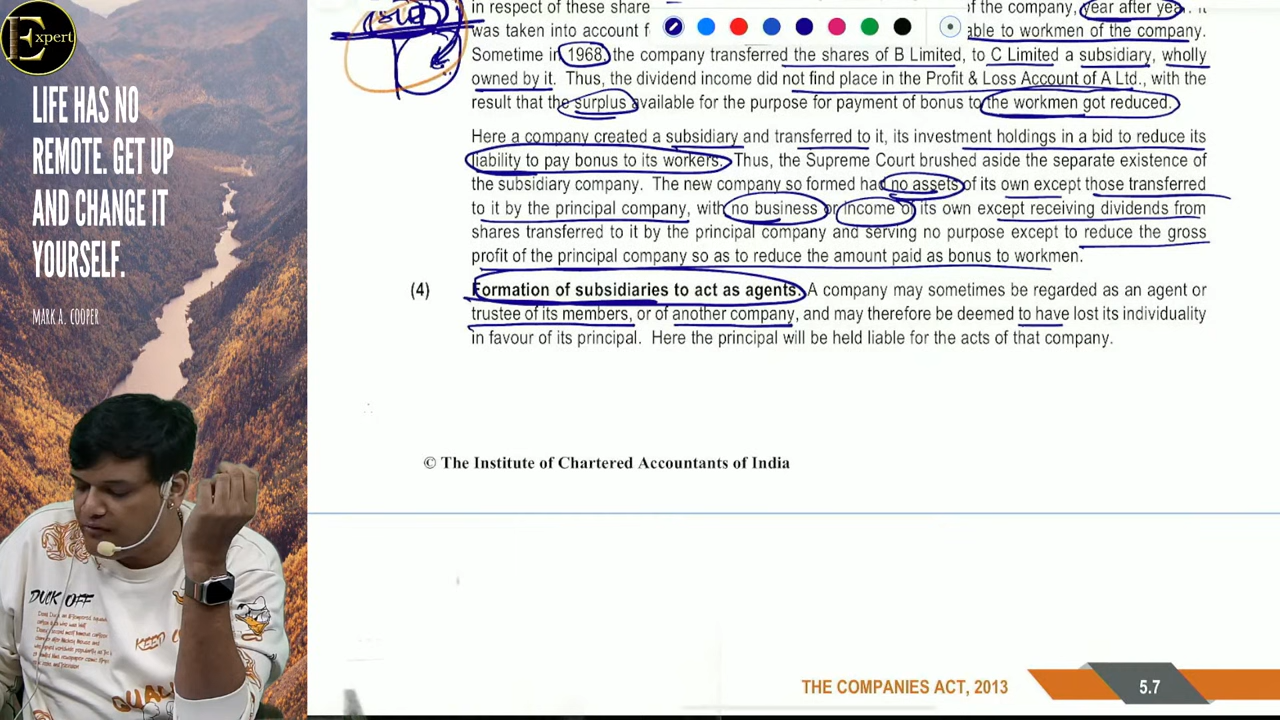 Expert
LIFE HAS NO
REMOTE. GET UP
AND CHANGE IT
YOURSELF.
MARK A. COOPER
DUCK OFF
KEEP
in respect of these share
f the company, year after year. It
was taken into account f
able to workmen of the company.
Sometime in 1968, the company transferred the shares of B Limited, to C Limited a subsidiary, wholly
owned by it. Thus, the dividend income did not find place in the Profit & Loss Account of A Ltd., with the
result that the surplus available for the purpose for payment of bonus to the workmen got reduced.
Here a company created a subsidiary and transferred to it, its investment holdings in a bid to reduce its
liability to pay bonus to its workers. Thus, the Supreme Court brushed aside the separate existence of
the subsidiary company. The new company so formed had no assets of its own except those transferred
to it by the principal company, with no business or income of its own except receiving dividends from
shares transferred to it by the principal company and serving no purpose except to reduce the gross
profit of the principal company so as to reduce the amount paid as bonus to workmen.
(4) Formation of subsidiaries to act as agents. A company may sometimes be regarded as an agent or
trustee of its members, or of another company, and may therefore be deemed to have lost its individuality
in favour of its principal. Here the principal will be held liable for the acts of that company.
© The Institute of Chartered Accountants of India
THE COMPANIES ACT, 2013
5.7